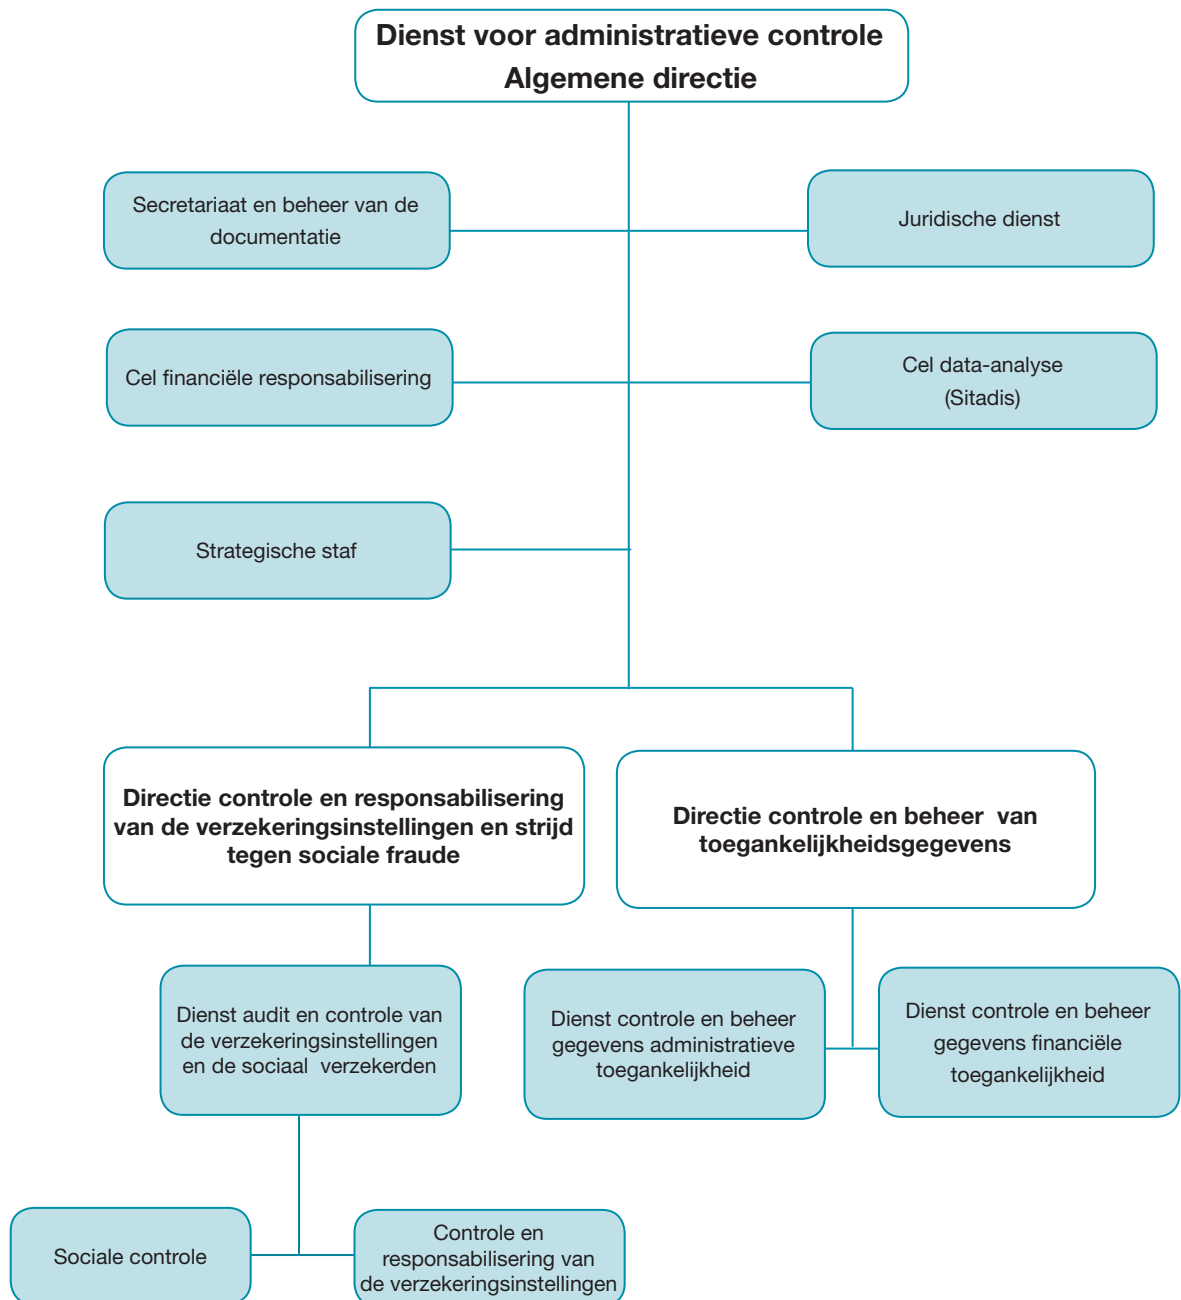 Dienst voor administratieve controle
Algemene directie
Secretariaat en beheer van de
documentatie
Juridische dienst
Cel financiële responsabilisering
Cel data-analyse
(Sitadis)
Strategische staf
Directie controle en responsabilisering
van de verzekeringsinstellingen en strijd
tegen sociale fraude
Directie controle en beheer van
toegankelijkheidsgegevens
Dienst audit en controle van
de verzekeringsinstellingen
en de sociaal verzekerden
Dienst controle en beheer
gegevens administratieve
toegankelijkheid
Dienst controle en beheer
gegevens financiële
toegankelijkheid
Sociale controle
Controle en
responsabilisering van
de verzekeringsinstellingen